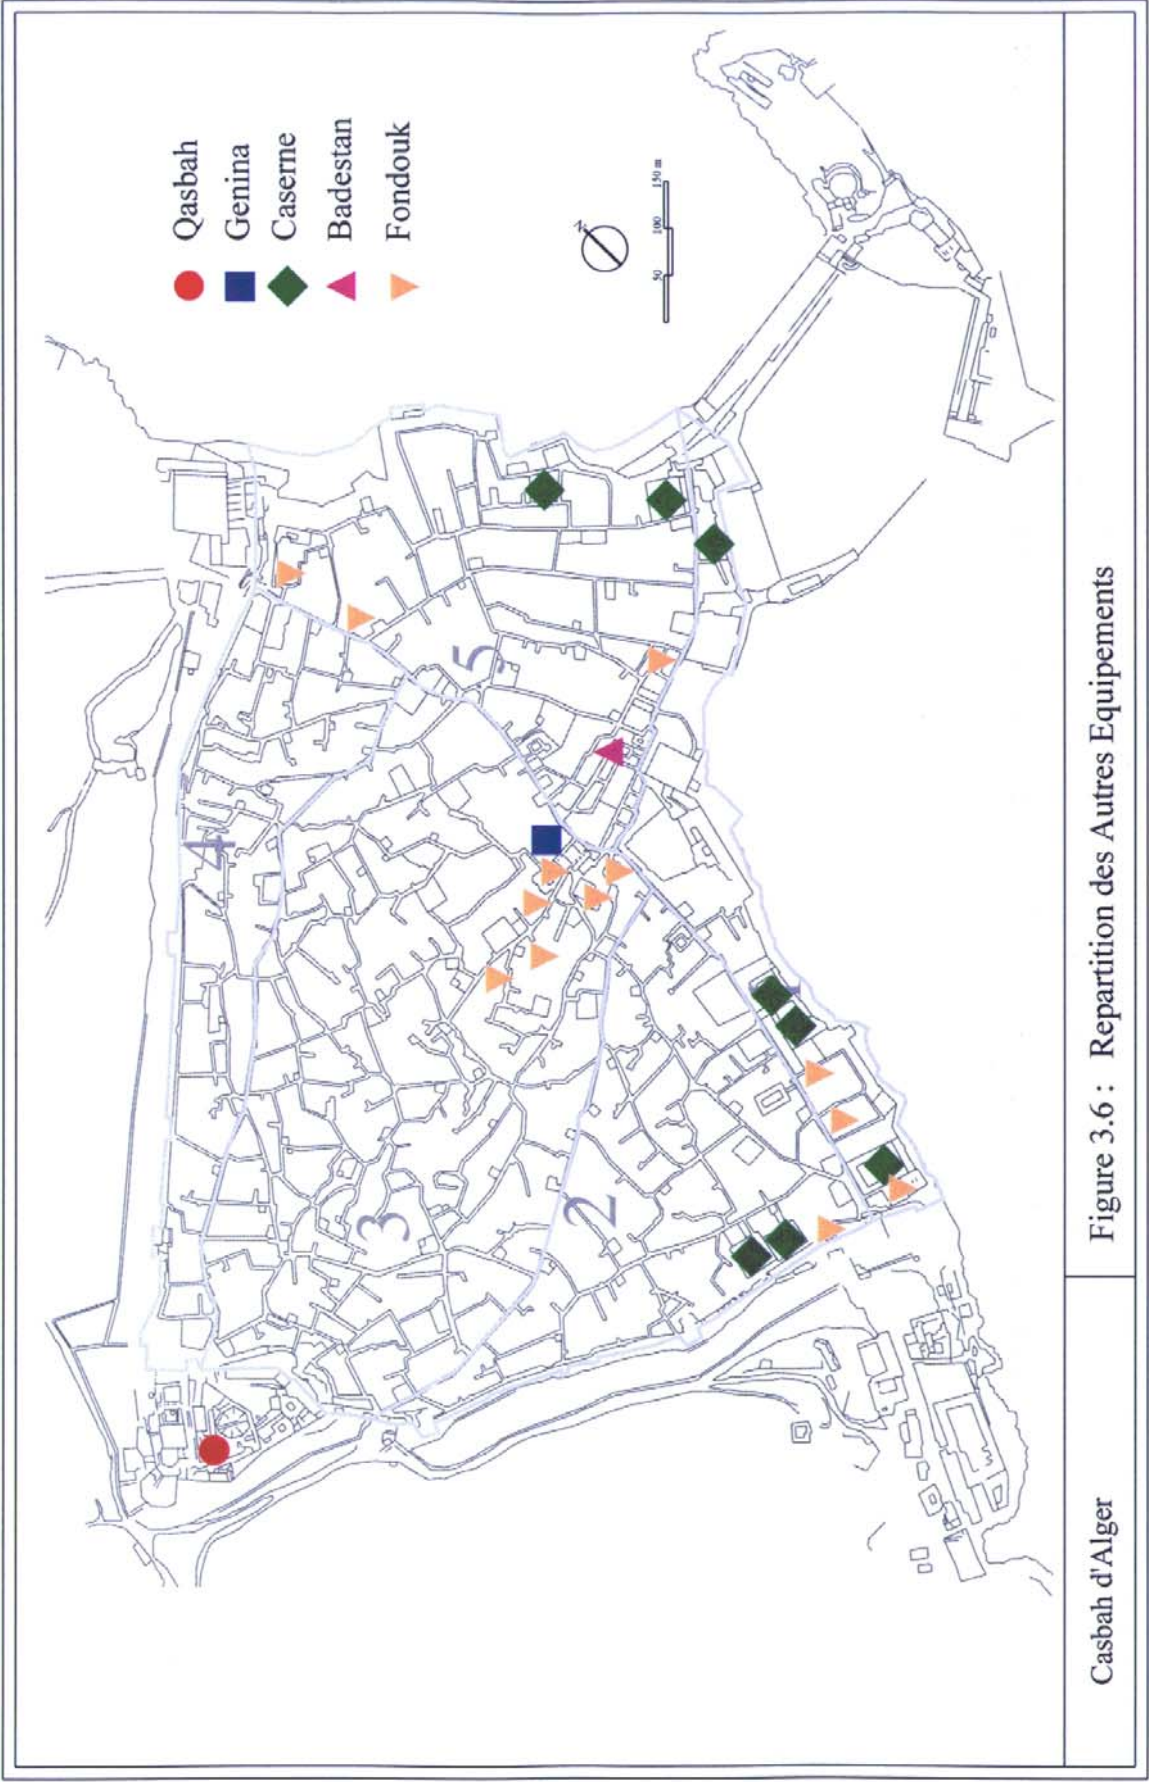 Qasbah
Genina
Caserne
Badestan
Fondouk
N
50 100 150 m
5
4
3
2
1
Casbah d'Alger
Figure 3.6 : Repartition des Autres Equipements